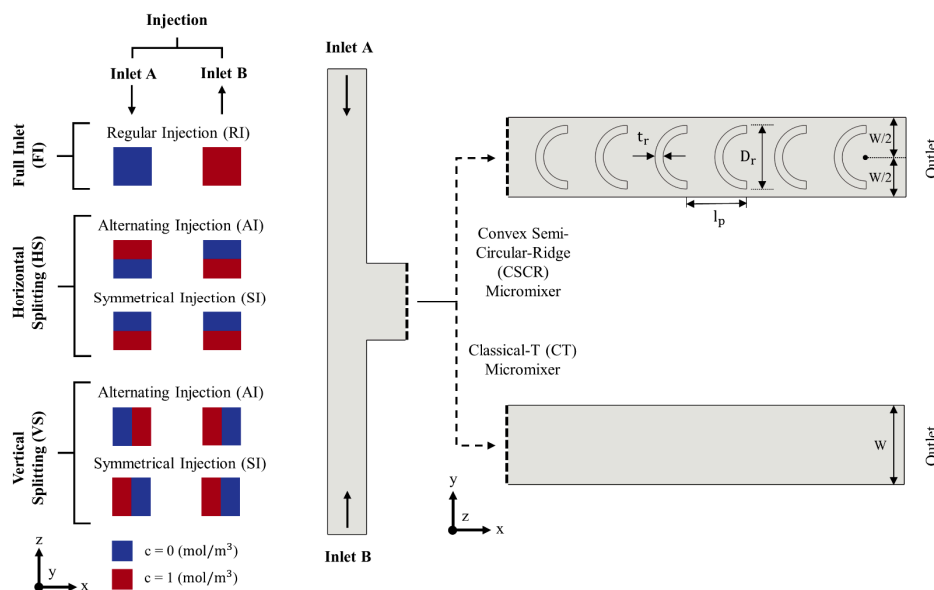 Injection
Inlet A
Inlet B
Full Inlet
(FI)
Regular Injection (RI)
Horizontal
Splitting (HS)
Alternating Injection (AI)
Symmetrical Injection (SI)
Vertical
Splitting (VS)
Alternating Injection (AI)
Symmetrical Injection (SI)
z
y
x
c = 0 (mol/m³)
c = 1 (mol/m³)
Inlet A
Inlet B
Convex Semi-
Circular-Ridge
(CSCR)
Micromixer
Classical-T (CT)
Micromixer
y
z
x
t_r
D_r
l_p
W/2
W/2
Outlet
W
Outlet